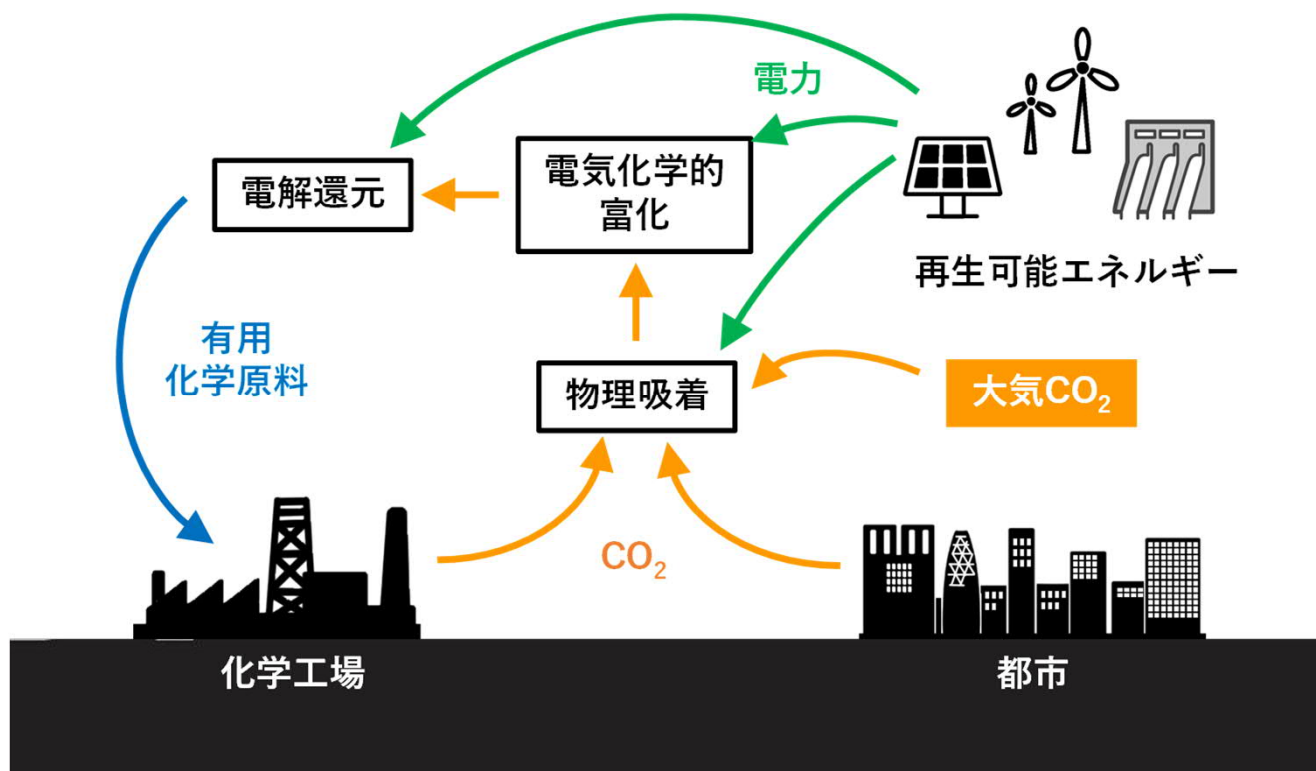 電力
電解還元
電気化学的
富化
再生可能エネルギー
有用
化学原料
物理吸着
大気CO₂
CO₂
化学工場
都市